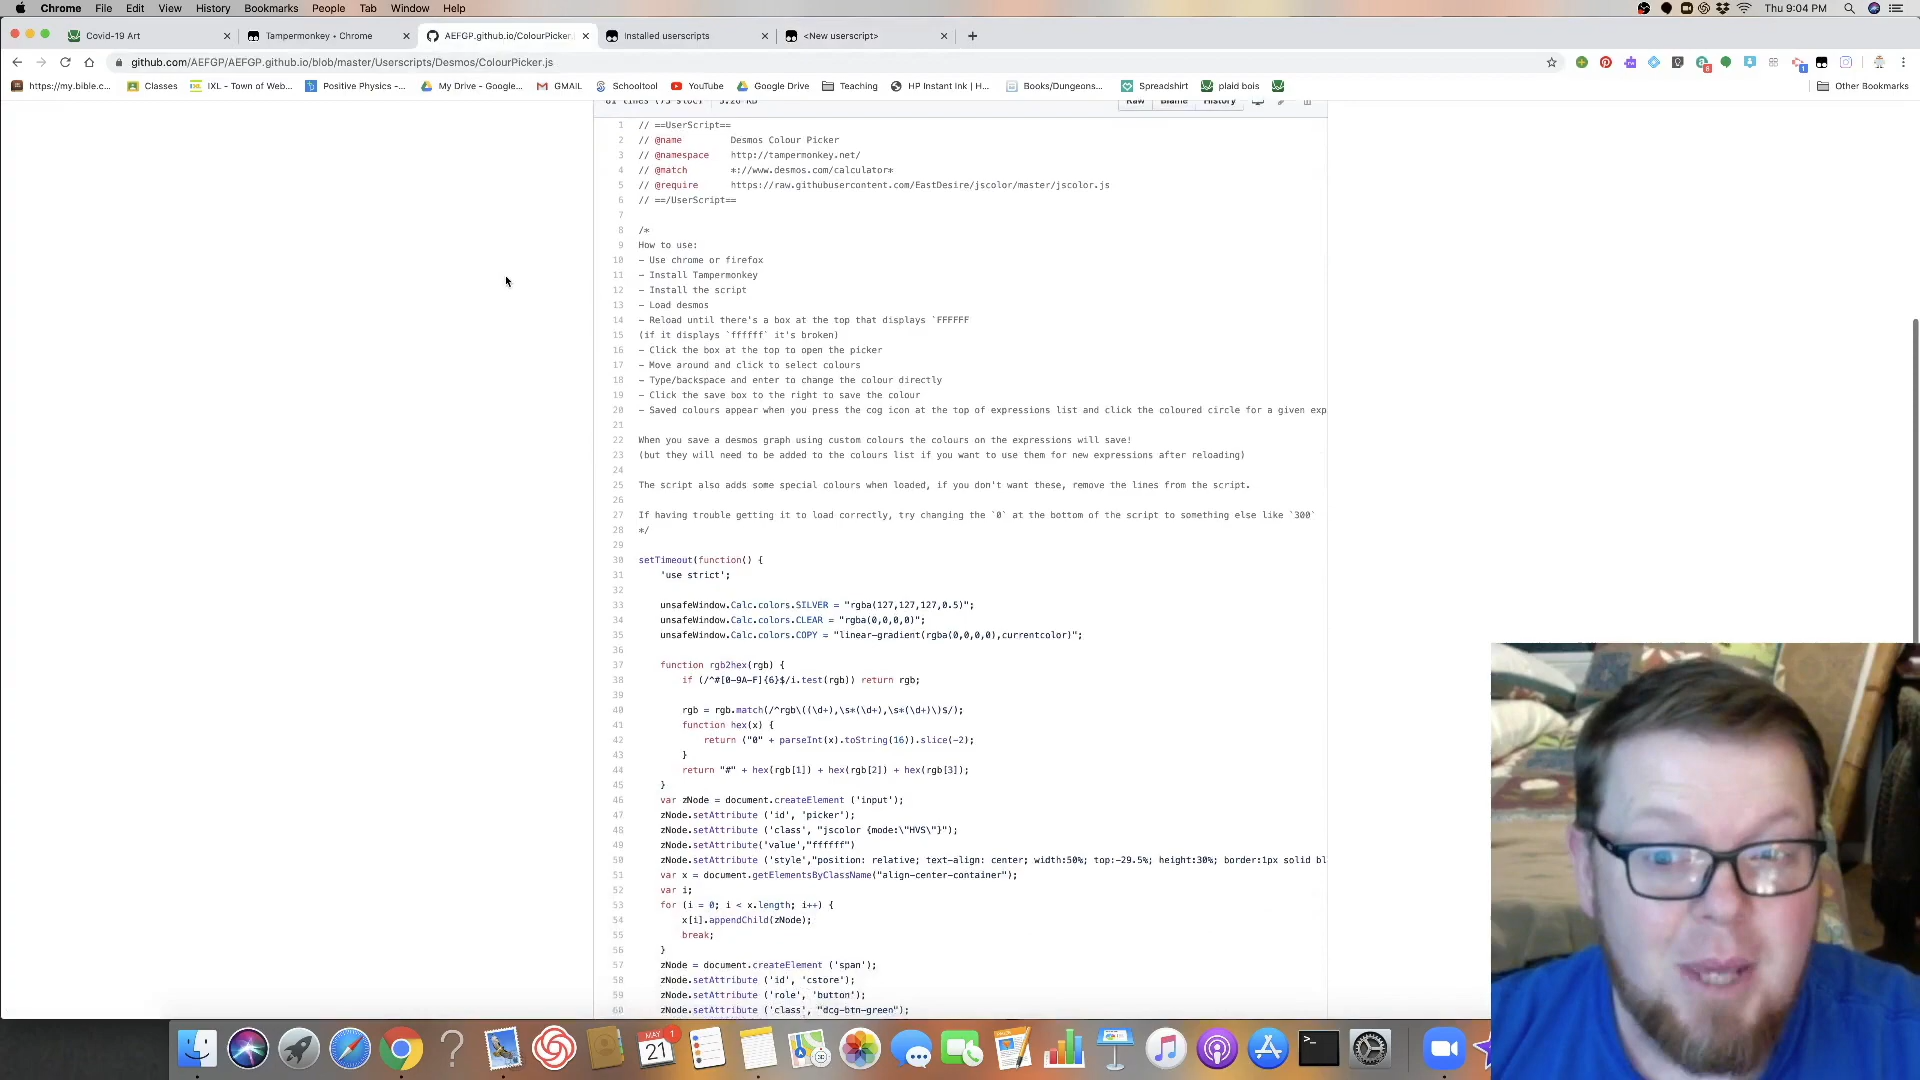 Chrome File Edit View History Bookmarks People Tab Window Help Thu 9:04 PM
Covid-19 Art Tampermonkey • Chrome AEFGP.github.io/ColourPicker. Installed userscripts <New userscript>
github.com/AEFGP/AEFGP.github.io/blob/master/Userscripts/Desmos/ColourPicker.js
https://my.bible.c... Classes IXL - Town of Web... Positive Physics -... My Drive - Google... GMAIL Schooltool YouTube Google Drive Teaching HP Instant Ink | H... Books/Dungeons... Spreadshirt plaid bois Other Bookmarks
81 lines (73 sloc) 3.26 KB Raw Blame History
1 // ==UserScript==
2 // @name Desmos Colour Picker
3 // @namespace http://tampermonkey.net/
4 // @match *://www.desmos.com/calculator*
5 // @require https://raw.githubusercontent.com/EastDesire/jscolor/master/jscolor.js
6 // ==/UserScript==
7
8 /*
9 How to use:
10 - Use chrome or firefox
11 - Install Tampermonkey
12 - Install the script
13 - Load desmos
14 - Reload until there's a box at the top that displays `FFFFFF
15 (if it displays `ffffff` it's broken)
16 - Click the box at the top to open the picker
17 - Move around and click to select colours
18 - Type/backspace and enter to change the colour directly
19 - Click the save box to the right to save the colour
20 - Saved colours appear when you press the cog icon at the top of expressions list and click the coloured circle for a given exp
21
22 When you save a desmos graph using custom colours the colours on the expressions will save!
23 (but they will need to be added to the colours list if you want to use them for new expressions after reloading)
24
25 The script also adds some special colours when loaded, if you don't want these, remove the lines from the script.
26
27 If having trouble getting it to load correctly, try changing the `0` at the bottom of the script to something else like `300`
28 */
29
30 setTimeout(function() {
31 'use strict';
32
33 unsafeWindow.Calc.colors.SILVER = "rgba(127,127,127,0.5)";
34 unsafeWindow.Calc.colors.CLEAR = "rgba(0,0,0,0)";
35 unsafeWindow.Calc.colors.COPY = "linear-gradient(rgba(0,0,0,0),currentcolor)";
36
37 function rgb2hex(rgb) {
38 if (/^#[0-9A-F]{6}$/i.test(rgb)) return rgb;
39
40 rgb = rgb.match(/^rgb\((\d+),\s*(\d+),\s*(\d+)\)$/);
41 function hex(x) {
42 return ("0" + parseInt(x).toString(16)).slice(-2);
43 }
44 return "#" + hex(rgb[1]) + hex(rgb[2]) + hex(rgb[3]);
45 }
46 var zNode = document.createElement ('input');
47 zNode.setAttribute ('id', 'picker');
48 zNode.setAttribute ('class', "jscolor {mode:\"HVS\"}");
49 zNode.setAttribute('value',"ffffff")
50 zNode.setAttribute ('style',"position: relative; text-align: center; width:50%; top:-29.5%; height:30%; border:1px solid bl
51 var x = document.getElementsByClassName("align-center-container");
52 var i;
53 for (i = 0; i < x.length; i++) {
54 x[i].appendChild(zNode);
55 break;
56 }
57 zNode = document.createElement ('span');
58 zNode.setAttribute ('id', 'cstore');
59 zNode.setAttribute ('role', 'button');
60 zNode.setAttribute ('class', "dcg-btn-green");
MAY
21
1